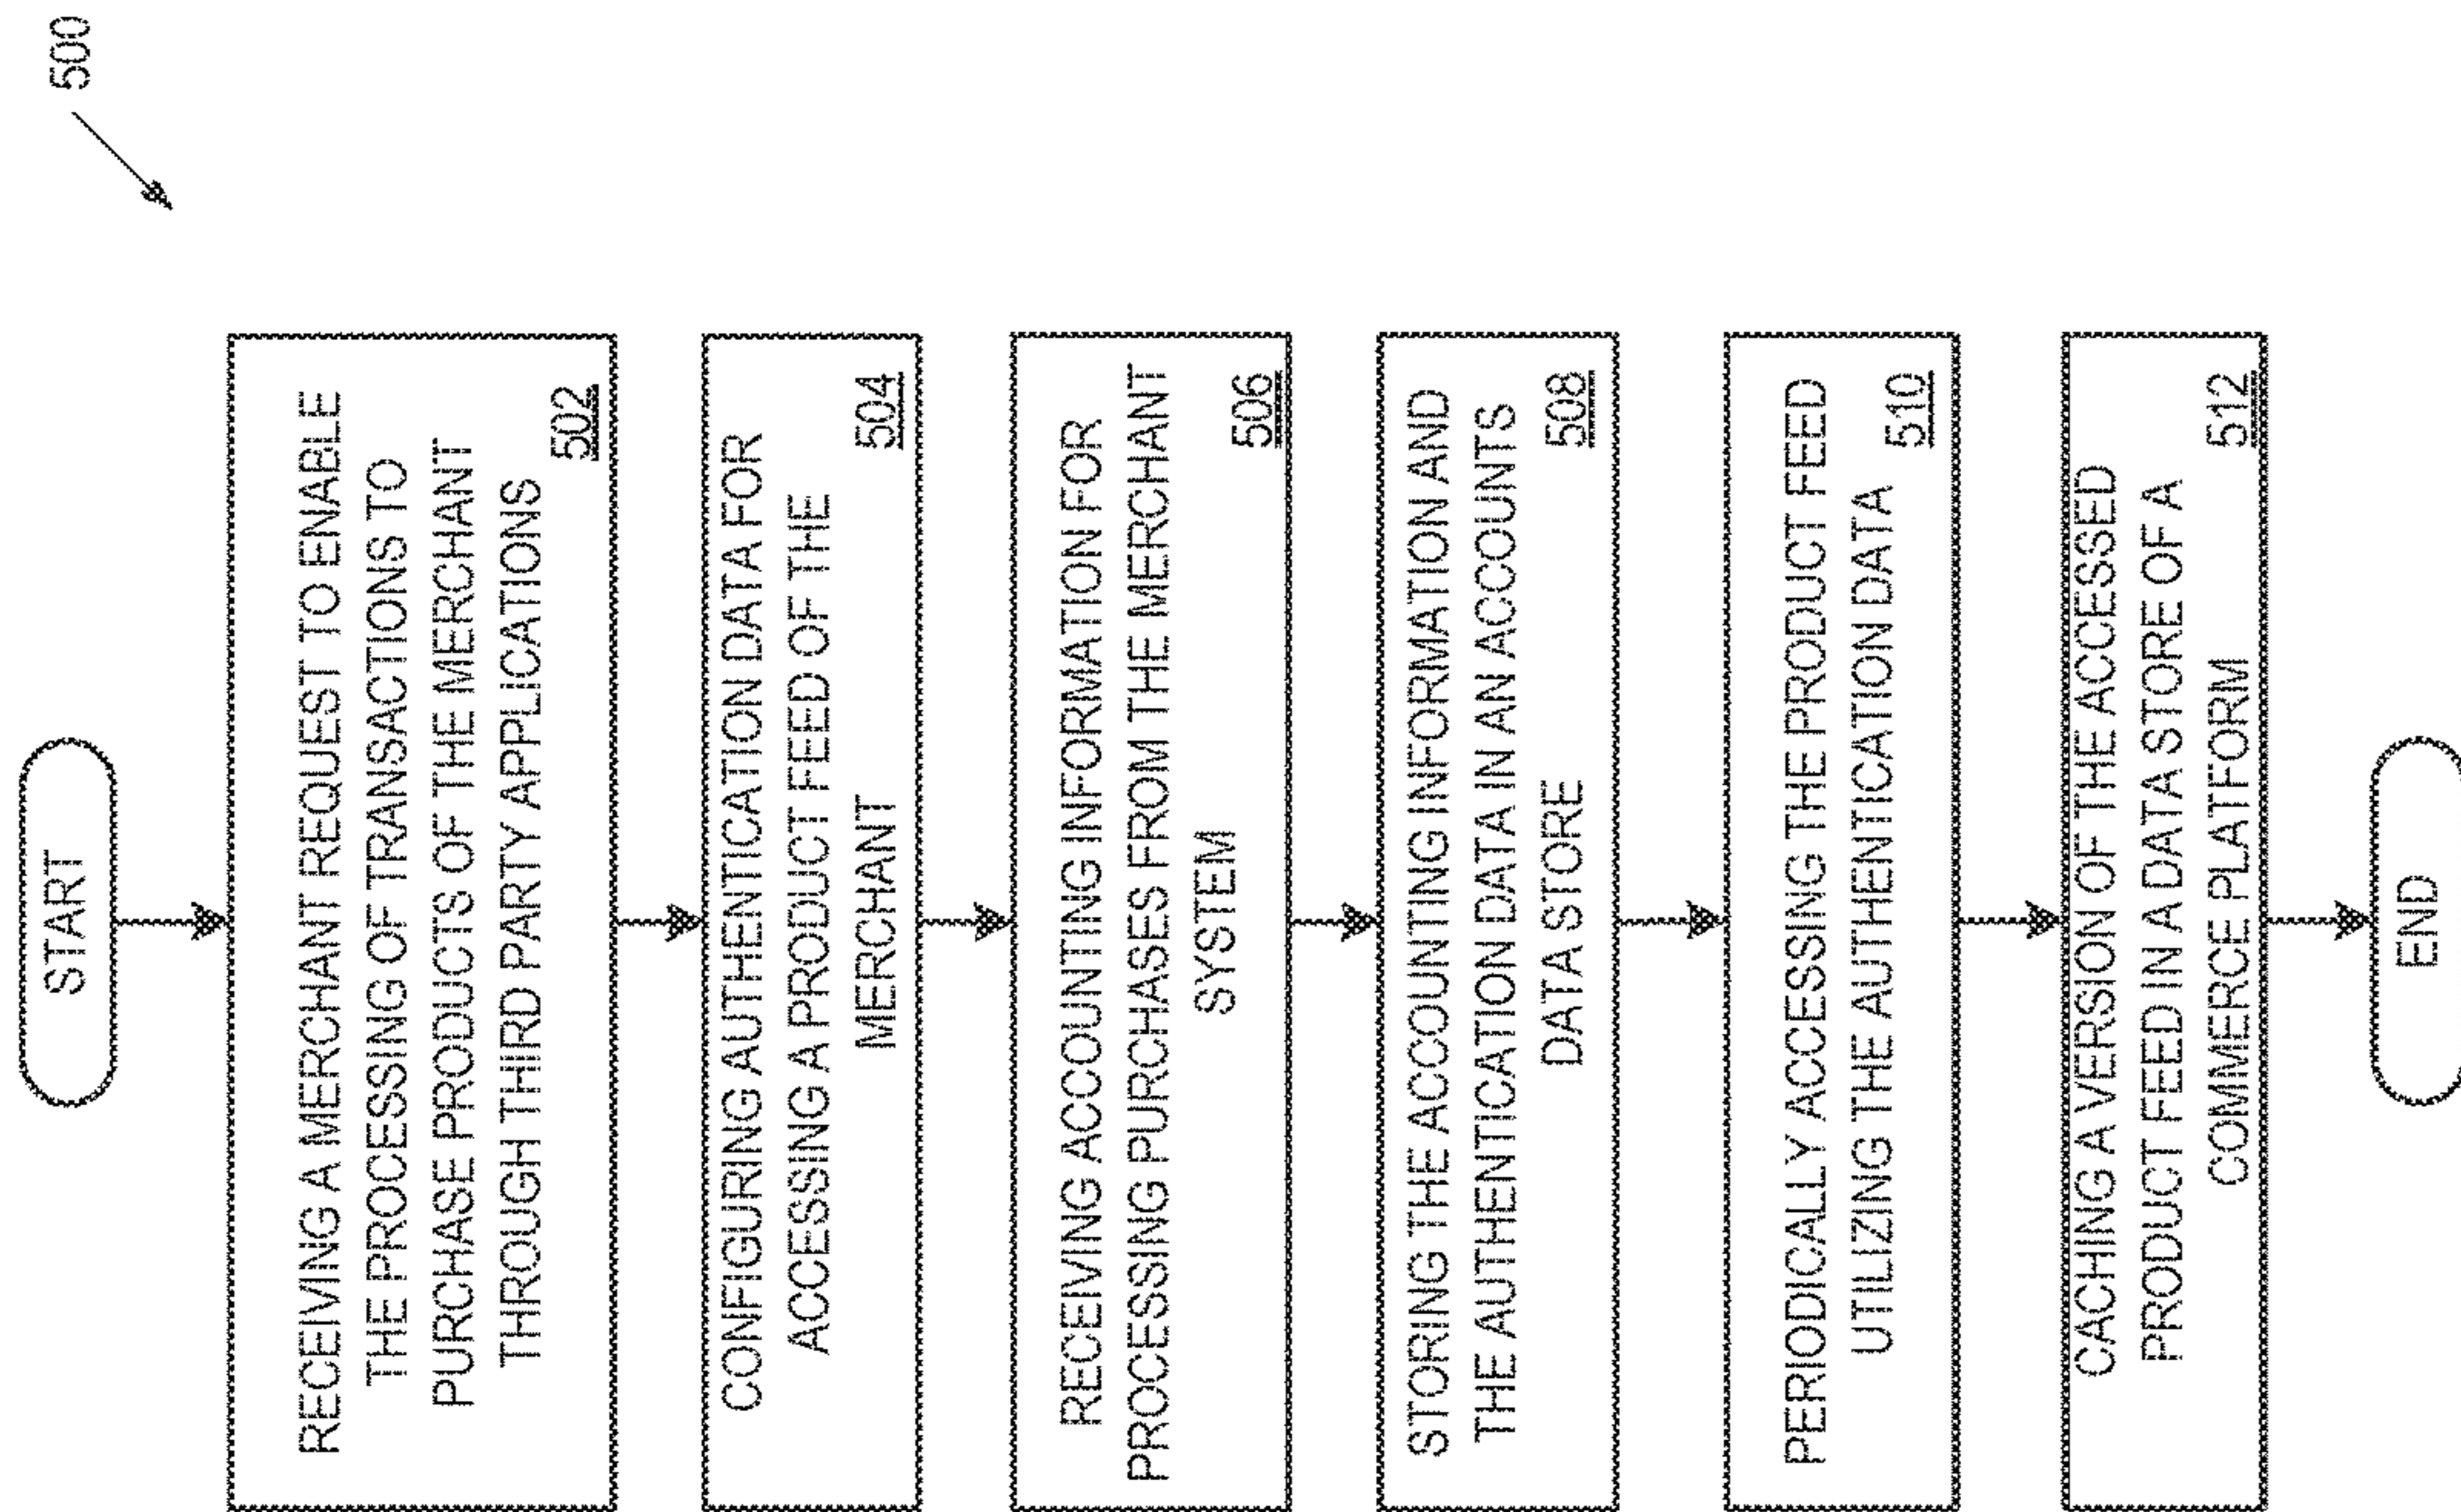 500
START
RECEIVING A MERCHANT REQUEST TO ENABLE
THE PROCESSING OF TRANSACTIONS TO
PURCHASE PRODUCTS OF THE MERCHANT
THROUGH THIRD PARTY APPLICATIONS
502
CONFIGURING AUTHENTICATION DATA FOR
ACCESSING A PRODUCT FEED OF THE
MERCHANT
504
RECEIVING ACCOUNTING INFORMATION FOR
PROCESSING PURCHASES FROM THE MERCHANT
SYSTEM
506
STORING THE ACCOUNTING INFORMATION AND
THE AUTHENTICATION DATA IN AN ACCOUNTS
DATA STORE
508
PERIODICALLY ACCESSING THE PRODUCT FEED
UTILIZING THE AUTHENTICATION DATA
510
CACHING A VERSION OF THE ACCESSED
PRODUCT FEED IN A DATA STORE OF A
COMMERCE PLATFORM
512
END